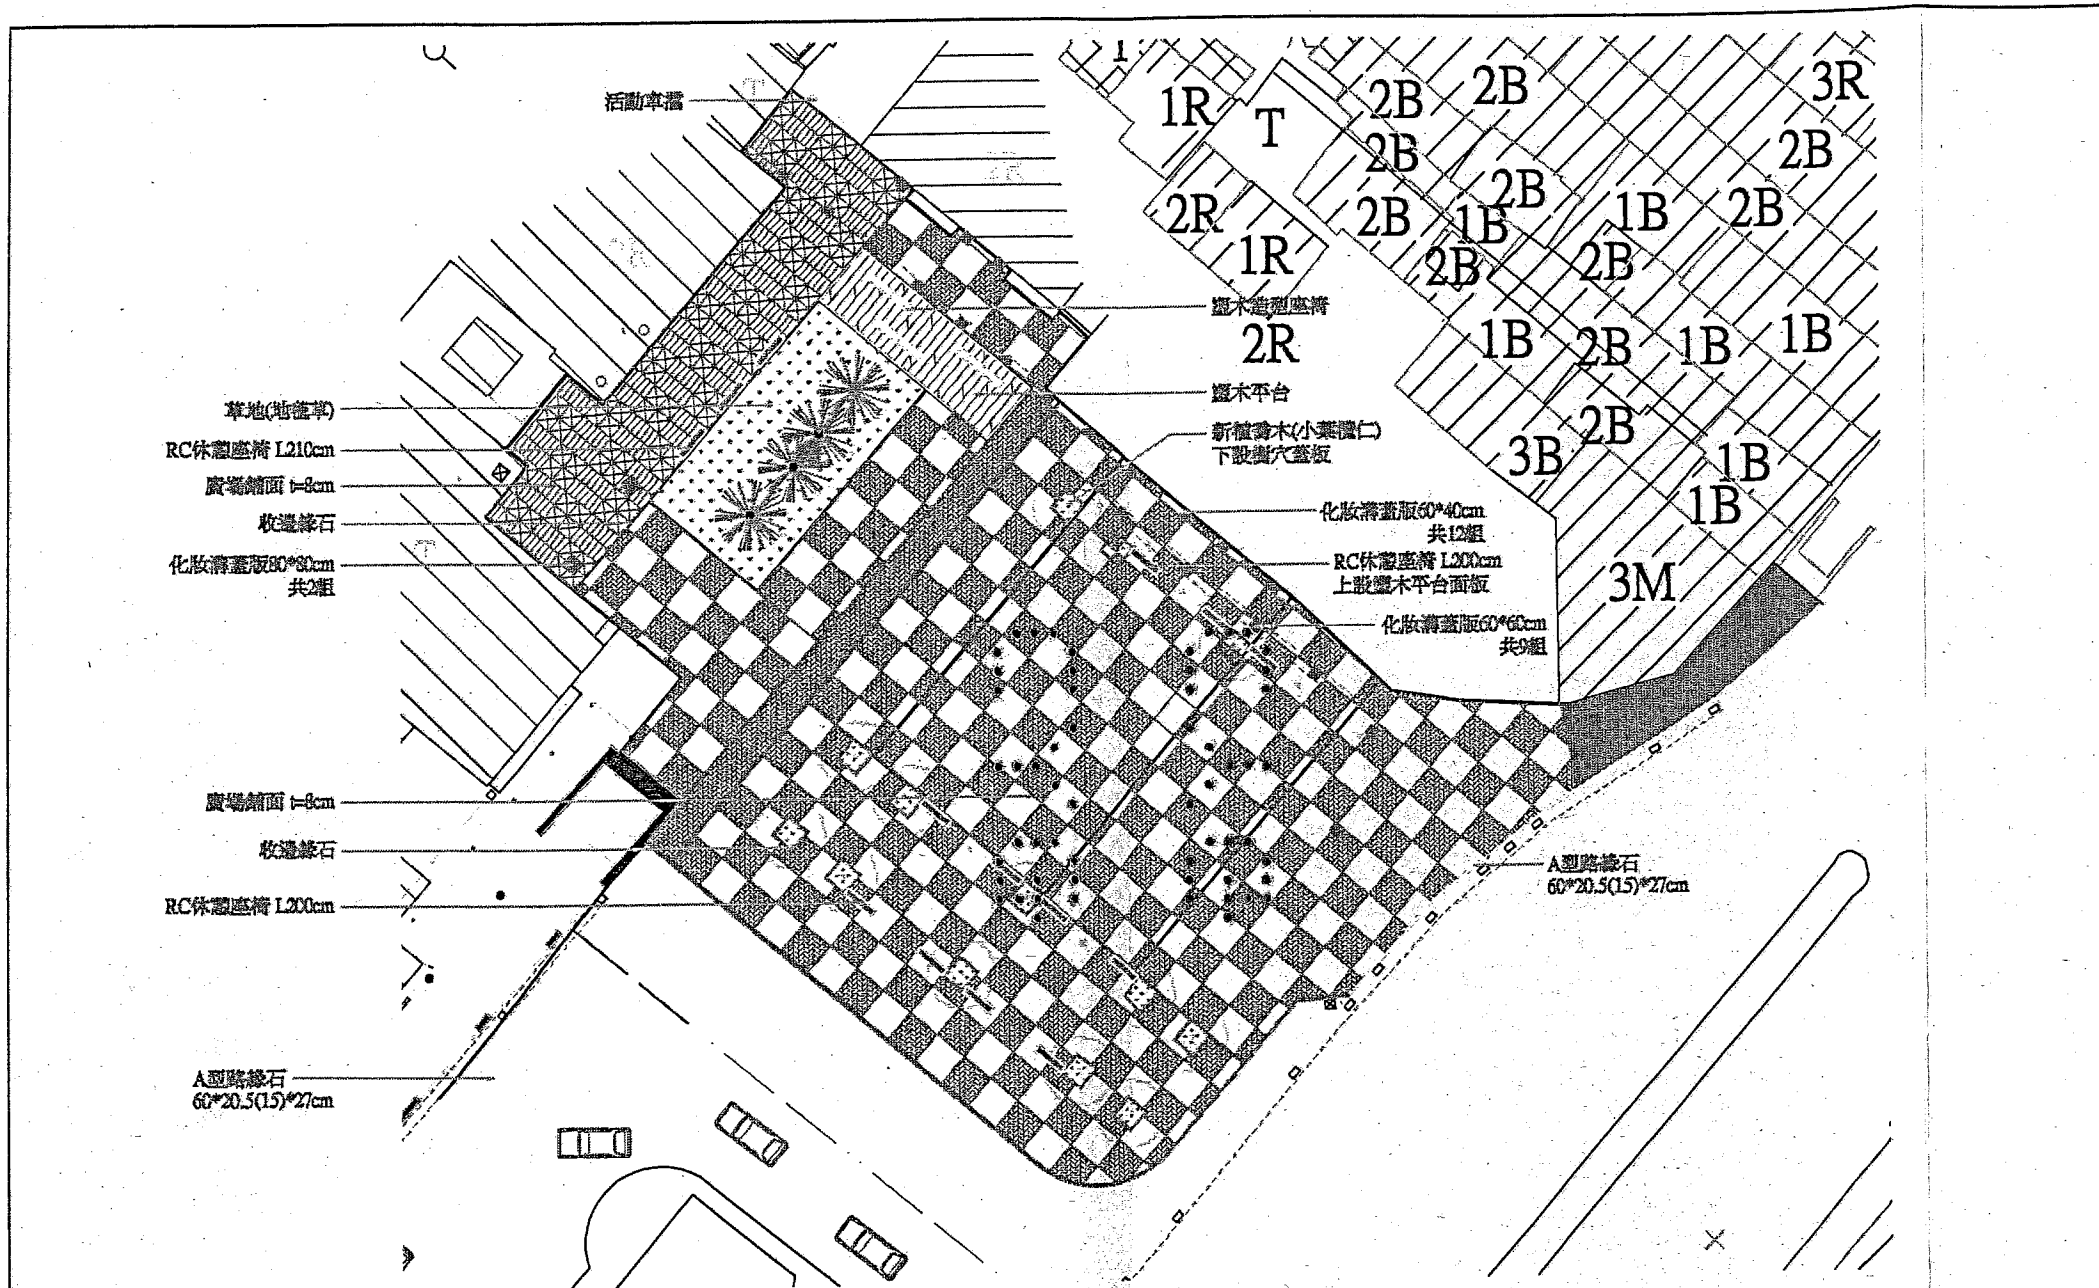 活動車擋
草地(地毯草)
RC休憩座椅 L210cm
廣場鋪面 t=8cm
收邊緣石
化妝溝蓋版80*80cm
共2組
廣場鋪面 t=8cm
收邊緣石
RC休憩座椅 L200cm
A型路緣石
60*20.5(15)*27cm
塑木造型座椅
塑木平台
新植喬木(小葉欖仁)
下設樹穴蓋板
化妝溝蓋版60*40cm
共12組
RC休憩座椅 L200cm
上設塑木平台面板
化妝溝蓋版60*60cm
共9組
A型路緣石
60*20.5(15)*27cm
1R
T
2B
2B
3R
2B
2B
2R
2B
2B
1B
1B
2B
1R
2B
2B
2R
1B
2B
1B
1B
3B
2B
1B
1B
3M